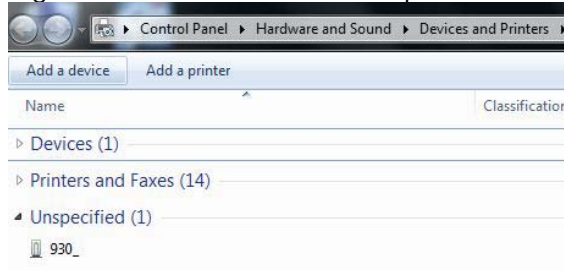 Control Panel ▸ Hardware and Sound ▸ Devices and Printers ▸
Add a device Add a printer
Name Classification
Devices (1)
Printers and Faxes (14)
Unspecified (1)
930_